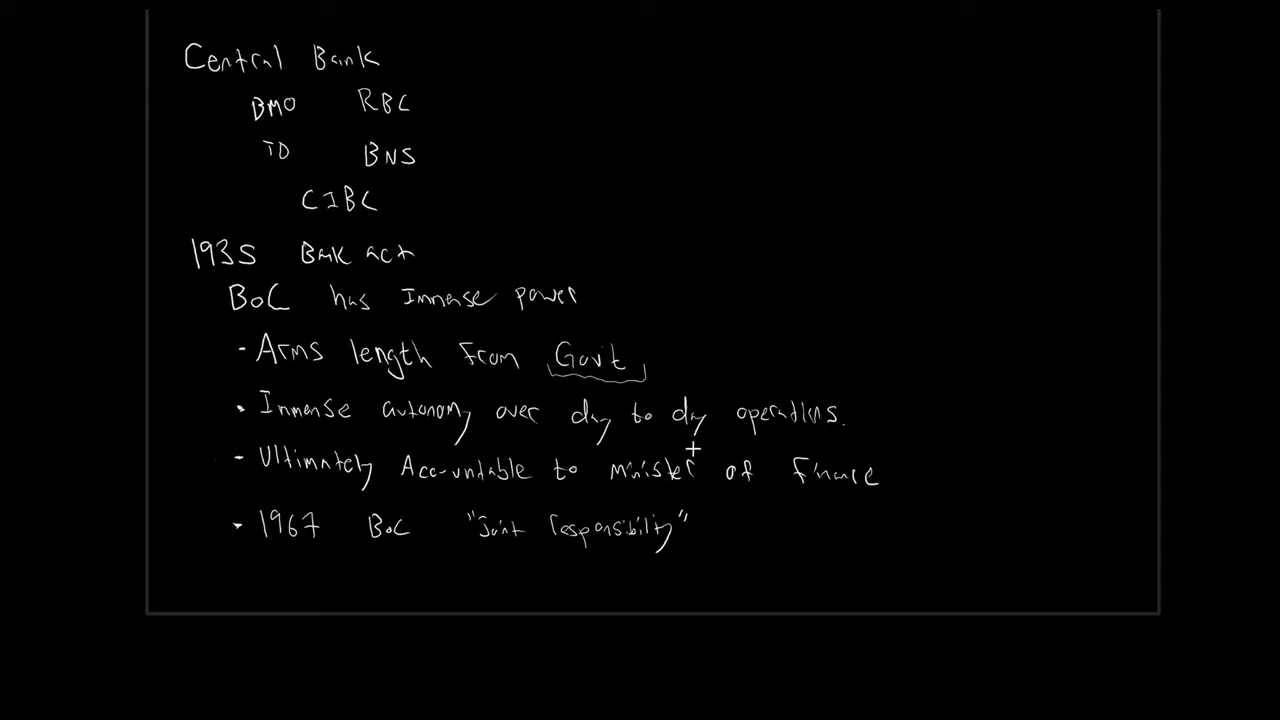 Central Bank
BMO RBC
TD BNS
CIBC
1935 Bank act
BoC has Immense power
- Arms length from Gov't
• Immense autonomy over day to day operations.
- Ultimately Accountable to minister of Finance
• 1967 BoC "Joint responsibility"